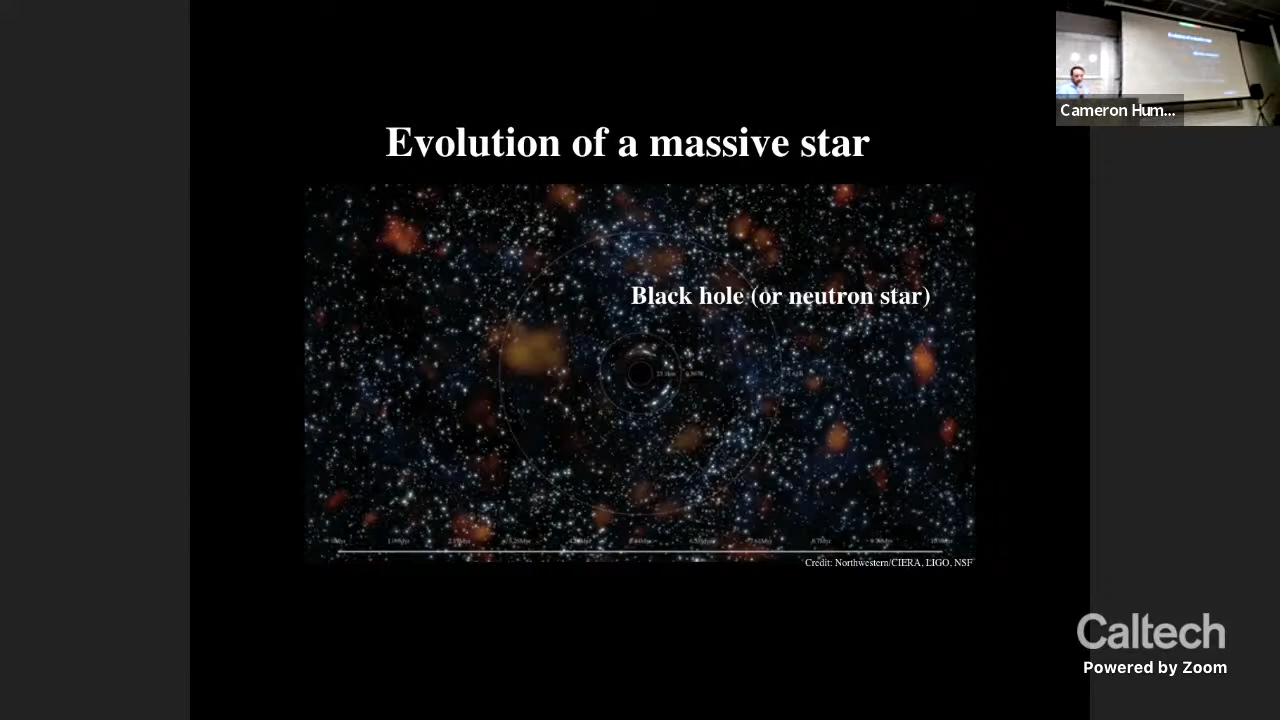 Cameron Hum...
Evolution of a massive star
Black hole (or neutron star)
Credit: Northwestern/CIERA, LIGO, NSF
Caltech
Powered by Zoom